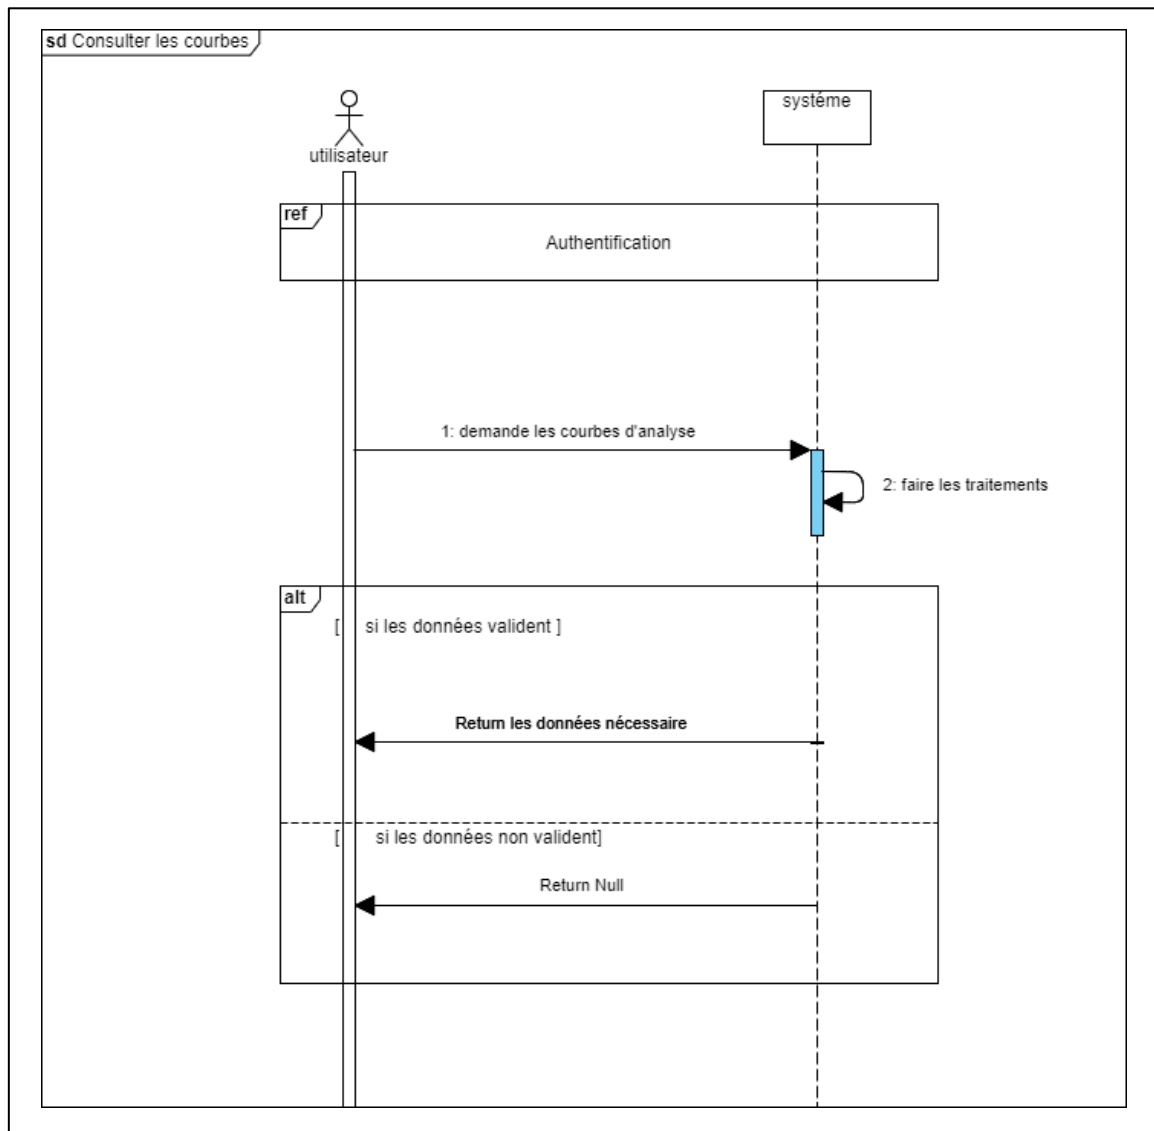 sd Consulter les courbes
systéme
utilisateur
ref
Authentification
1: demande les courbes d'analyse
2: faire les traitements
alt
[ si les données valident ]
Return les données nécessaire
[ si les données non valident]
Return Null